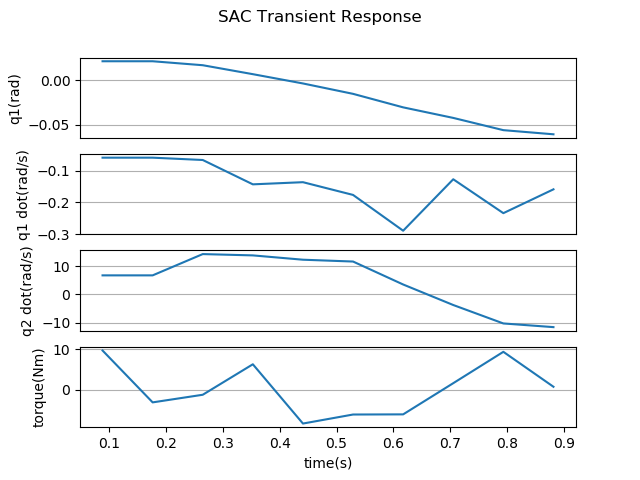 SAC Transient Response
q1(rad)
0.00
−0.05
q1 dot(rad/s)
−0.1
−0.2
−0.3
q2 dot(rad/s)
10
0
−10
torque(Nm)
10
0
0.1 0.2 0.3 0.4 0.5 0.6 0.7 0.8 0.9
time(s)